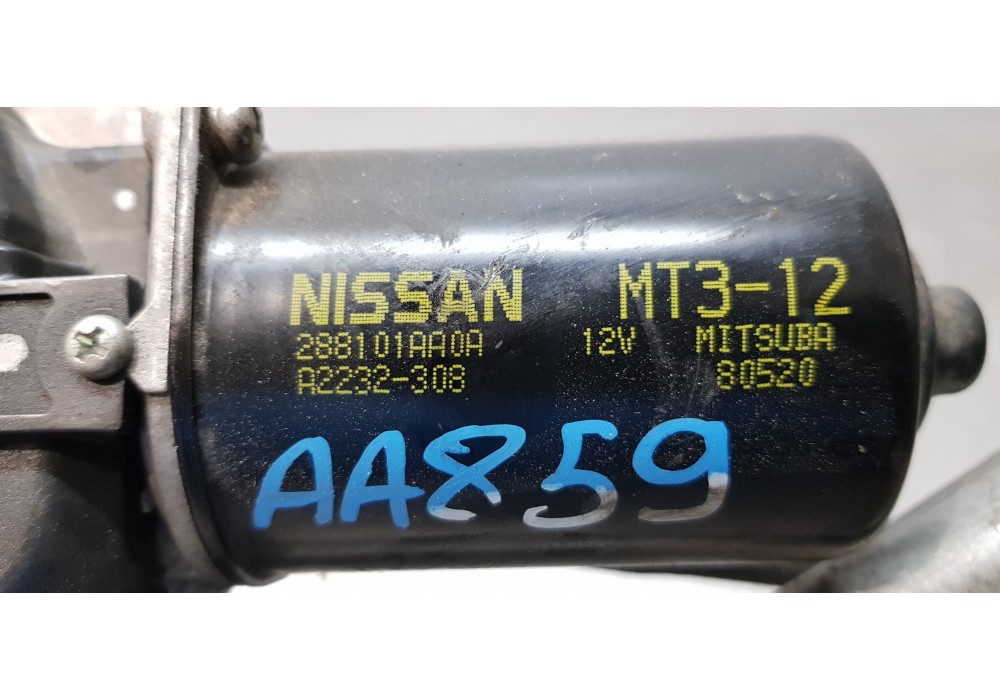 NISSAN MT3-12
288101AA0A 12V MITSUBA
A2232-308 80520
AA859